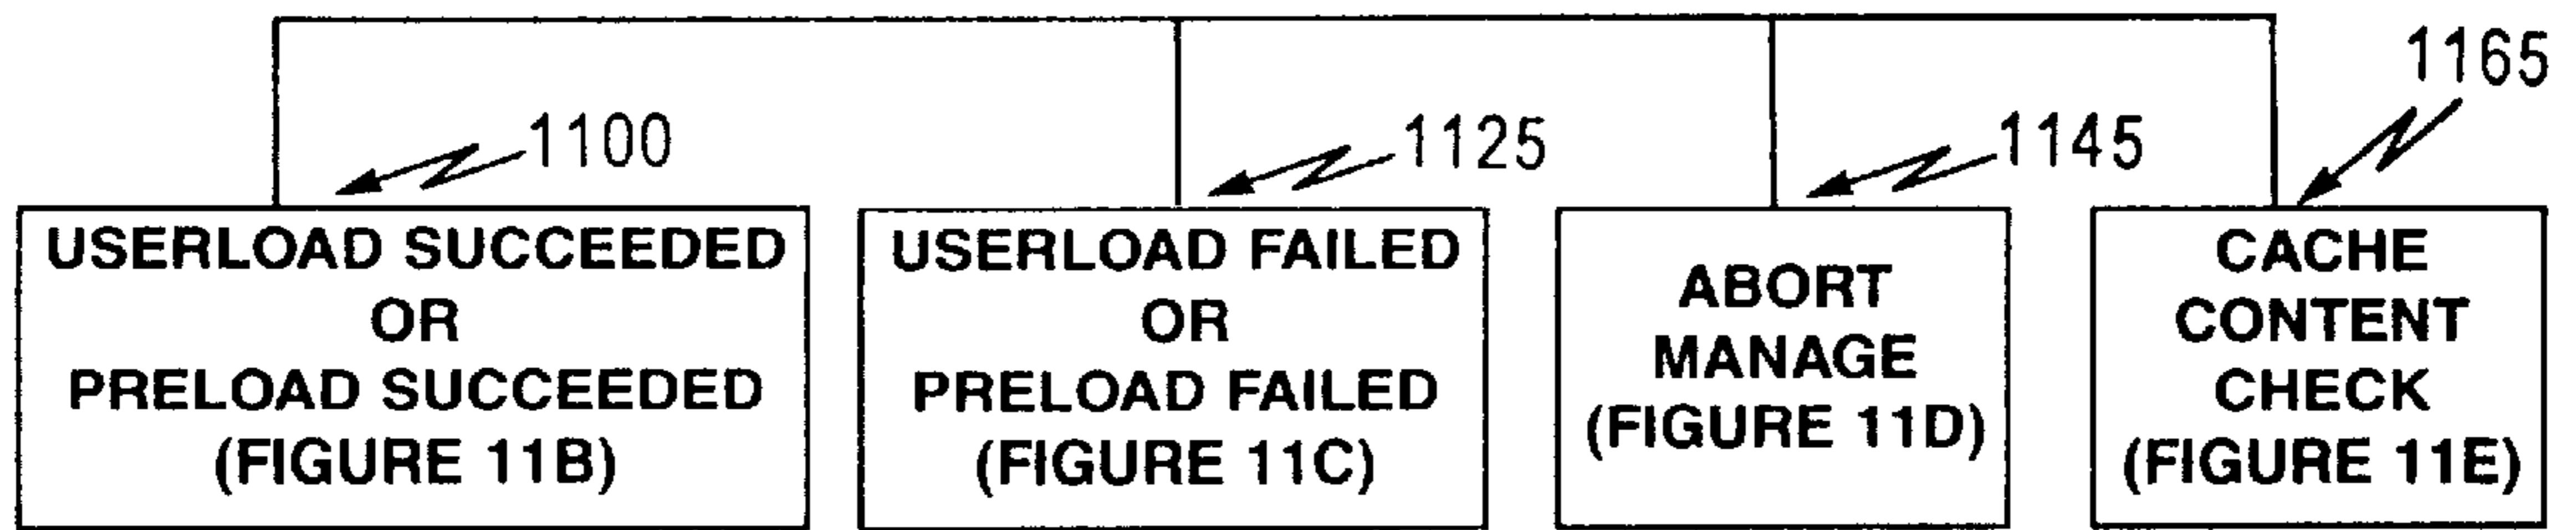 1165
1100
1125
1145
USERLOAD SUCCEEDED
OR
PRELOAD SUCCEEDED
(FIGURE 11B)
USERLOAD FAILED
OR
PRELOAD FAILED
(FIGURE 11C)
ABORT
MANAGE
(FIGURE 11D)
CACHE
CONTENT
CHECK
(FIGURE 11E)